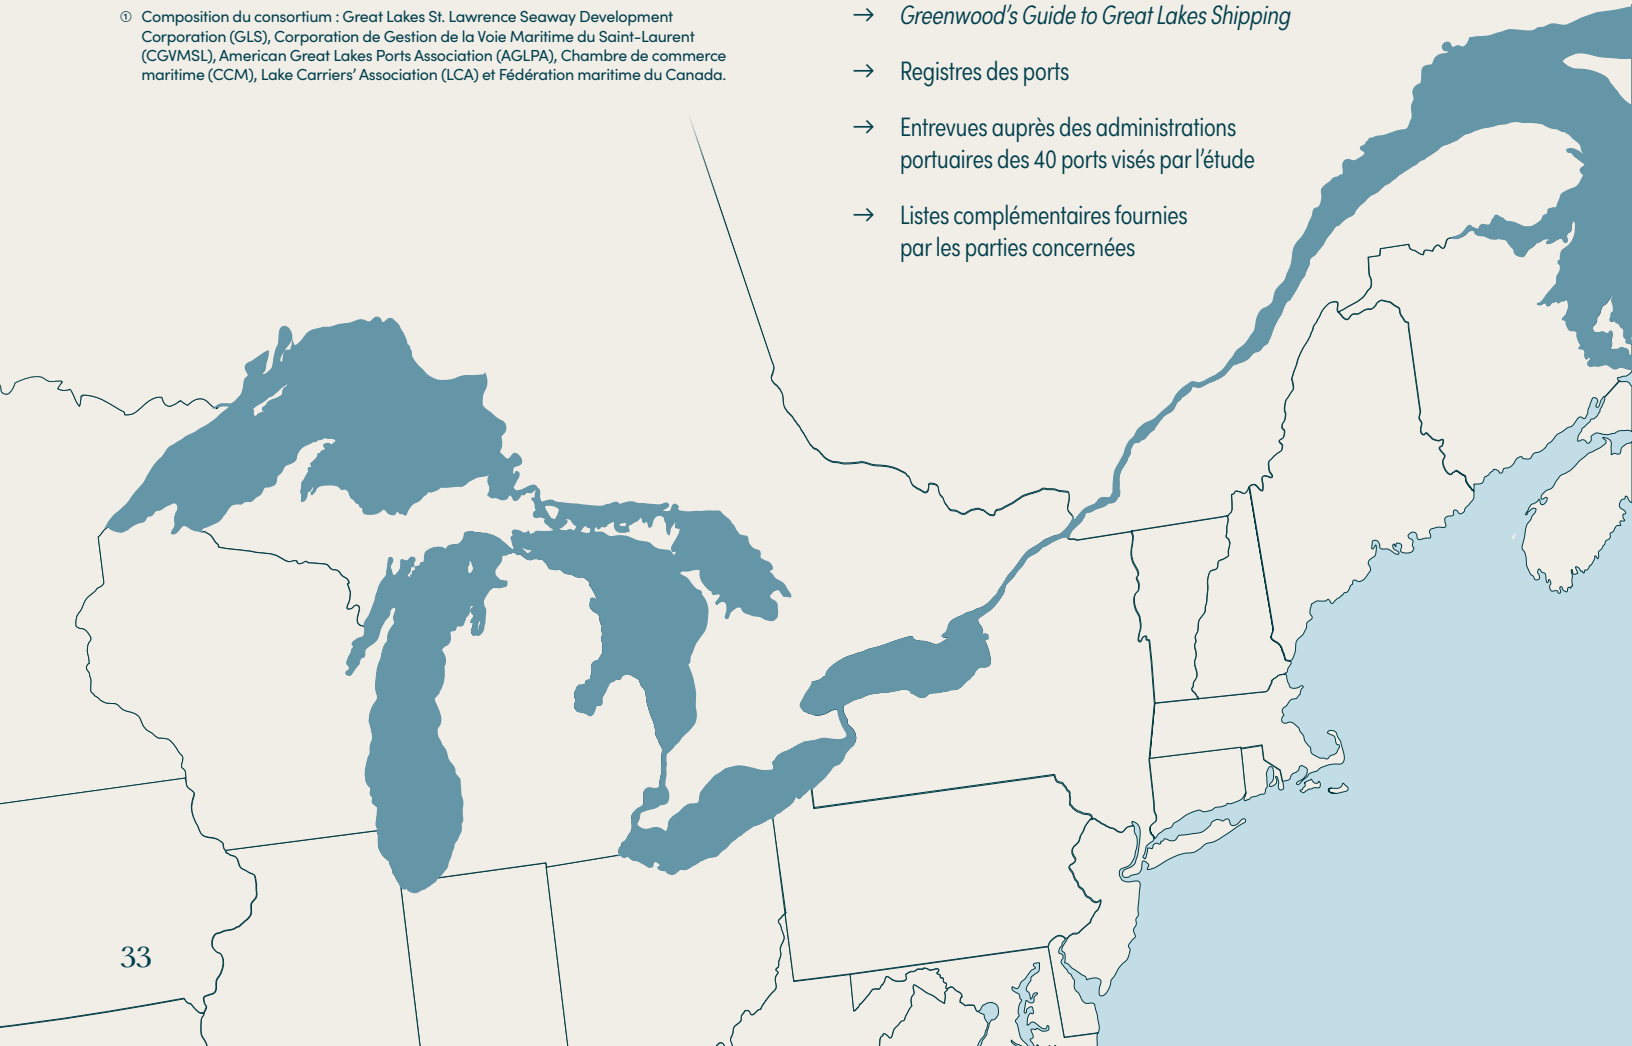 ① Composition du consortium : Great Lakes St. Lawrence Seaway Development
Corporation (GLS), Corporation de Gestion de la Voie Maritime du Saint-Laurent
(CGVMSL), American Great Lakes Ports Association (AGLPA), Chambre de commerce
maritime (CCM), Lake Carriers’ Association (LCA) et Fédération maritime du Canada.
→ Greenwood’s Guide to Great Lakes Shipping
→ Registres des ports
→ Entrevues auprès des administrations
portuaires des 40 ports visés par l’étude
→ Listes complémentaires fournies
par les parties concernées
33